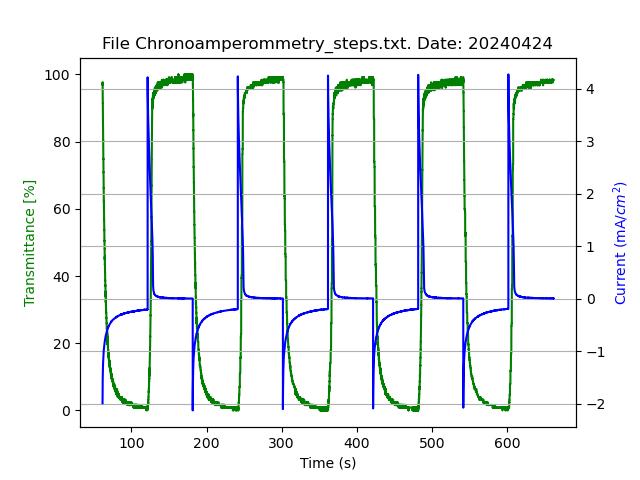 File Chronoamperommetry_steps.txt. Date: 20240424
Transmittance [%]
100
80
60
40
20
0
4
3
2
1
0
−1
−2
Current (mA/cm²)
100 200 300 400 500 600
Time (s)